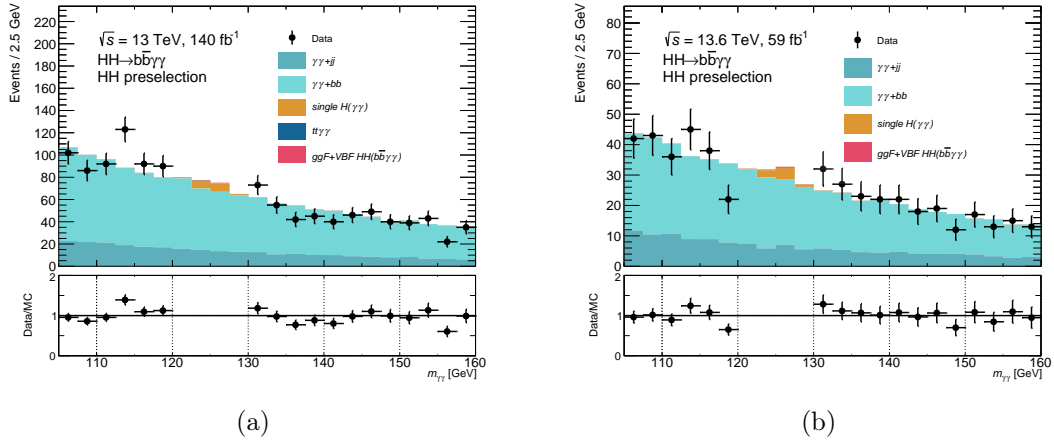 Events / 2.5 GeV
220
200
180
160
140
120
100
80
60
40
20
0
√s = 13 TeV, 140 fb⁻¹
HH→bb̅γγ
HH preselection
Data
γγ+jj
γγ+bb
single H(γγ)
ttγγ
ggF+VBF HH(bb̅γγ)
Data/MC
2
1
0
110 120 130 140 150 160
mγγ [GeV]
(a)
Events / 2.5 GeV
80
70
60
50
40
30
20
10
0
√s = 13.6 TeV, 59 fb⁻¹
HH→bb̅γγ
HH preselection
Data
γγ+jj
γγ+bb
single H(γγ)
ggF+VBF HH(bb̅γγ)
Data/MC
2
1
0
110 120 130 140 150 160
mγγ [GeV]
(b)